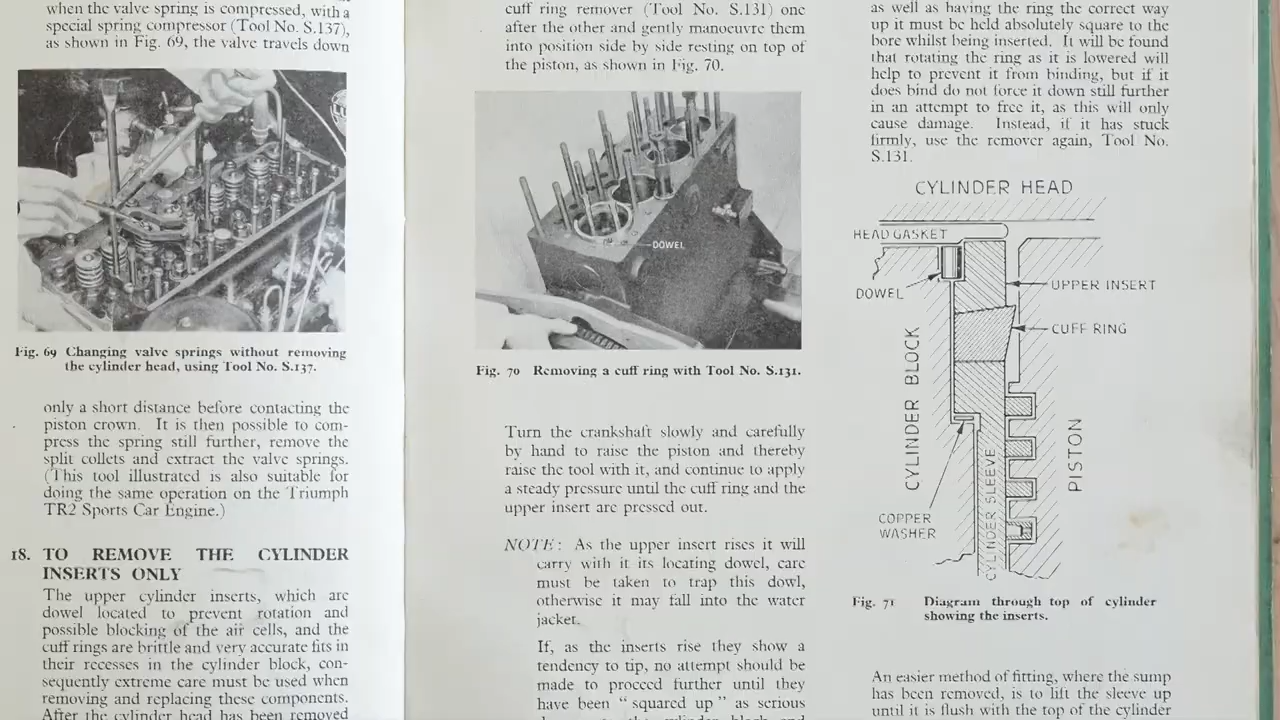 when the valve spring is compressed, with a
special spring compressor (Tool No. S.137),
as shown in Fig. 69, the valve travels down
Fig. 69 Changing valve springs without removing
the cylinder head, using Tool No. S.137.
only a short distance before contacting the
piston crown. It is then possible to com-
press the spring still further, remove the
split collets and extract the valve springs.
(This tool illustrated is also suitable for
doing the same operation on the Triumph
TR2 Sports Car Engine.)
18. TO REMOVE THE CYLINDER
INSERTS ONLY
The upper cylinder inserts, which are
dowel located to prevent rotation and
possible blocking of the air cells, and the
cuff rings are brittle and very accurate fits in
their recesses in the cylinder block, con-
sequently extreme care must be used when
removing and replacing these components.
After the cylinder head has been removed
cuff ring remover (Tool No. S.131) one
after the other and gently manoeuvre them
into position side by side resting on top of
the piston, as shown in Fig. 70.
DOWEL
Fig. 70 Removing a cuff ring with Tool No. S.131.
Turn the crankshaft slowly and carefully
by hand to raise the piston and thereby
raise the tool with it, and continue to apply
a steady pressure until the cuff ring and the
upper insert are pressed out.
NOTE: As the upper insert rises it will
carry with it its locating dowel, care
must be taken to trap this dowl,
otherwise it may fall into the water
jacket.
If, as the inserts rise they show a
tendency to tip, no attempt should be
made to proceed further until they
have been "squared up" as serious
as well as having the ring the correct way
up it must be held absolutely square to the
bore whilst being inserted. It will be found
that rotating the ring as it is lowered will
help to prevent it from binding, but if it
does bind do not force it down still further
in an attempt to free it, as this will only
cause damage. Instead, if it has stuck
firmly, use the remover again, Tool No.
S.131.
CYLINDER HEAD
HEAD GASKET
DOWEL
UPPER INSERT
CUFF RING
CYLINDER BLOCK
PISTON
COPPER
WASHER
CYLINDER SLEEVE
Fig. 71 Diagram through top of cylinder
showing the inserts.
An easier method of fitting, where the sump
has been removed, is to lift the sleeve up
until it is flush with the top of the cylinder